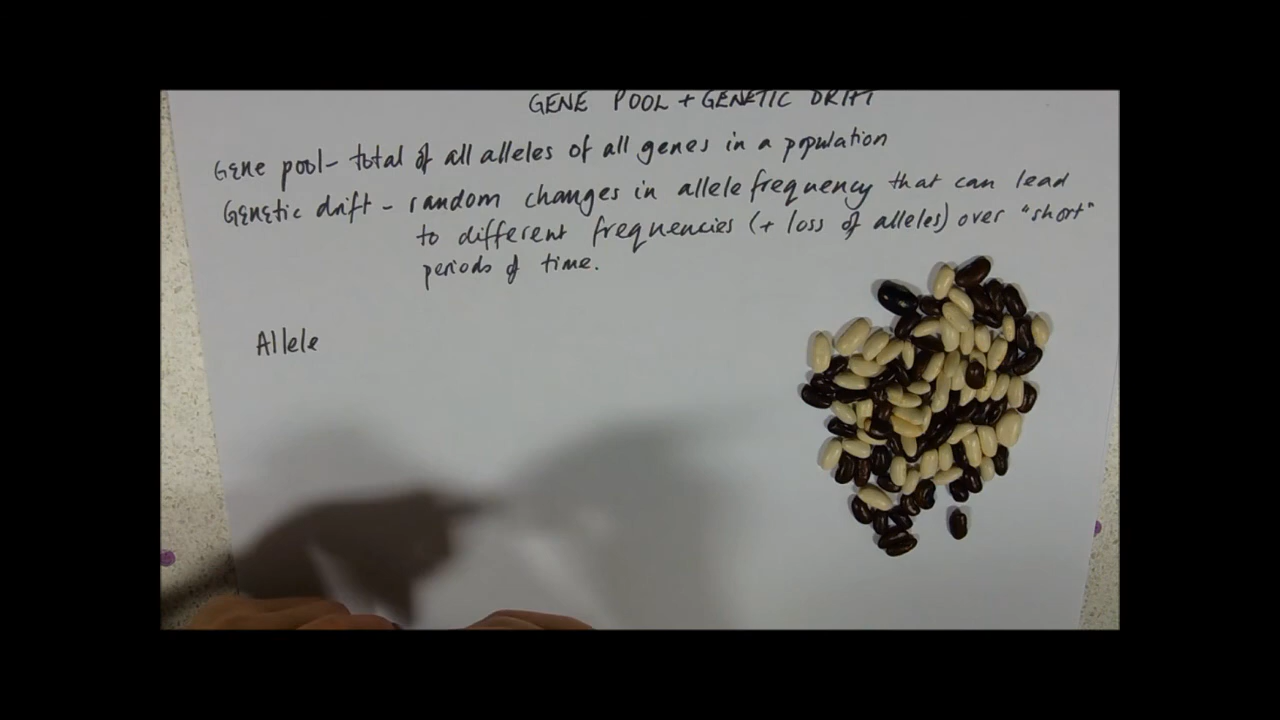 GENE POOL + GENETIC DRIFT
Gene pool - total of all alleles of all genes in a population
Genetic drift - random changes in allele frequency that can lead
to different frequencies (+ loss of alleles) over "short"
periods of time.
Allele